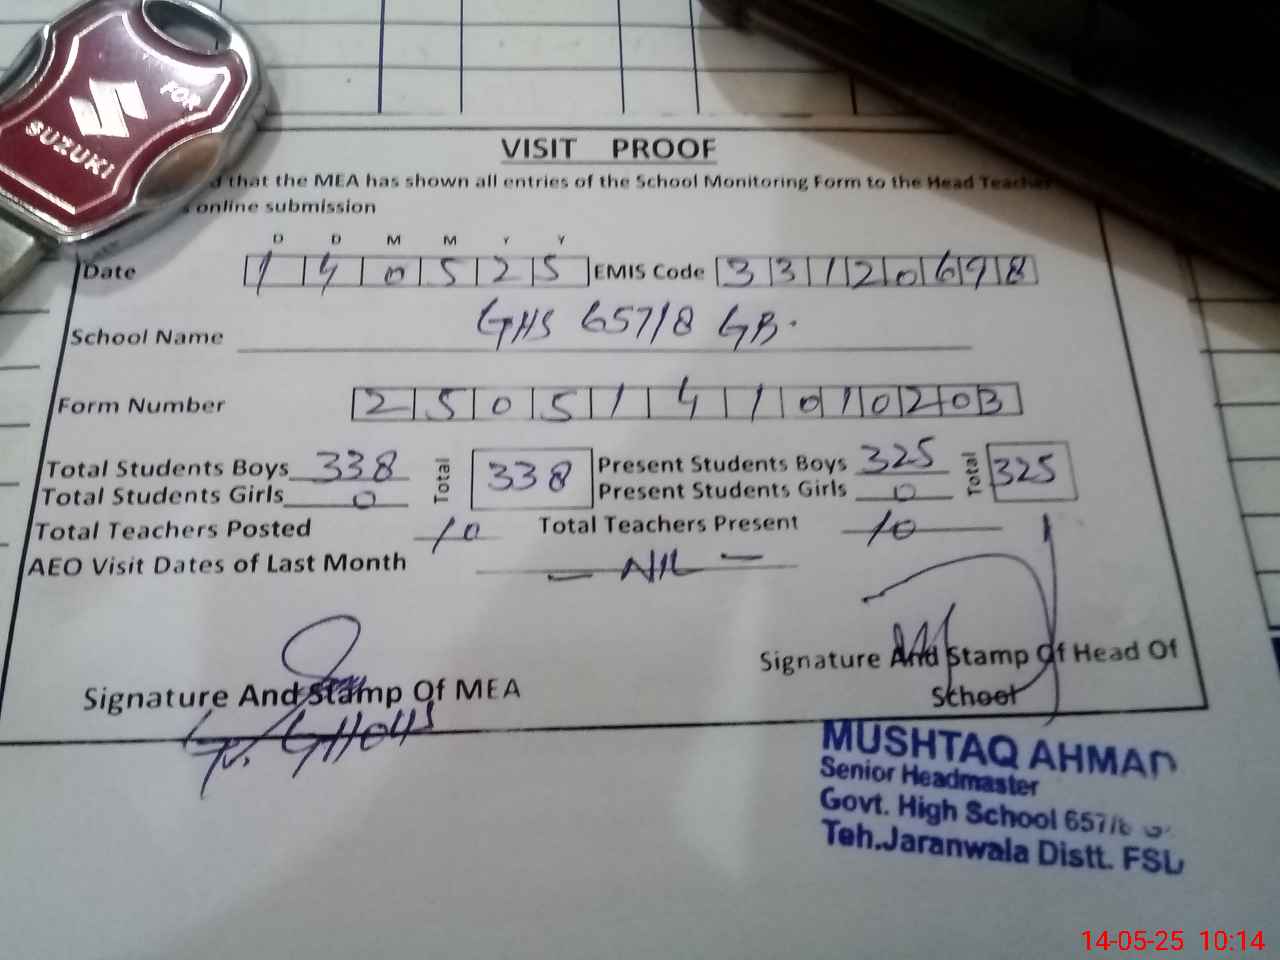 FOR
SUZUKI
VISIT PROOF
that the MEA has shown all entries of the School Monitoring Form to the Head Teacher
online submission
D D M M Y Y
Date 1 4 0 5 2 5 EMIS Code 3 3 1 2 0 6 9 8
School Name GHS 657/8 GB.
Form Number 2 5 0 5 1 4 1 0 1 0 2 0 3
Total Students Boys 338 Total 338 Present Students Boys 325 Total 325
Total Students Girls 0 Present Students Girls 0
Total Teachers Posted 10 Total Teachers Present 10
AEO Visit Dates of Last Month — NIL —
Signature And Stamp Of MEA
Signature And Stamp Of Head Of
School
MUSHTAQ AHMAD
Senior Headmaster
Govt. High School 657/8
Teh.Jaranwala Distt. FSD
14-05-25 10:14